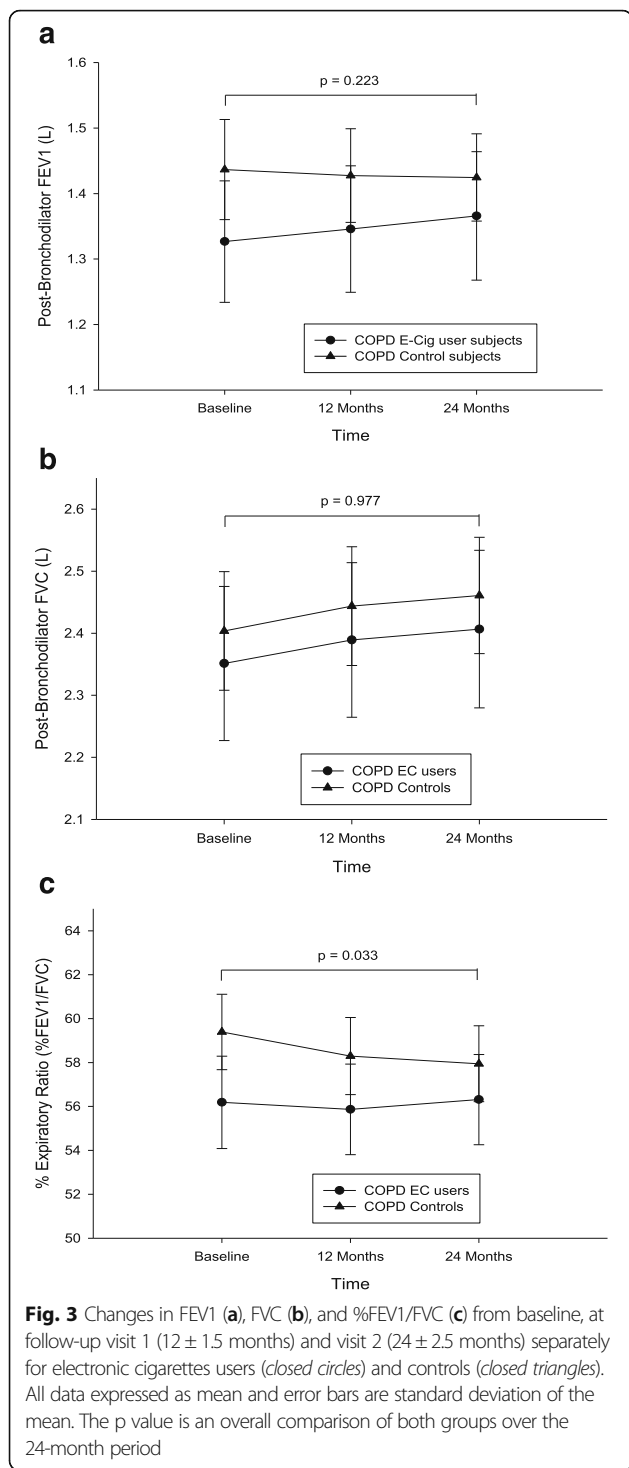 a
1.6
1.5
1.4
1.3
1.2
1.1
Post-Bronchodilator FEV1 (L)
p = 0.223
COPD E-Cig user subjects
COPD Control subjects
Baseline
12 Months
24 Months
Time
b
2.6
2.5
2.4
2.3
2.2
2.1
Post-Bronchodilator FVC (L)
p = 0.977
COPD EC users
COPD Controls
Baseline
12 Months
24 Months
Time
c
64
62
60
58
56
54
52
50
% Expiratory Ratio (%FEV1/FVC)
p = 0.033
COPD EC users
COPD Controls
Baseline
12 Months
24 Months
Time
Fig. 3 Changes in FEV1 (a), FVC (b), and %FEV1/FVC (c) from baseline, at
follow-up visit 1 (12 ± 1.5 months) and visit 2 (24 ± 2.5 months) separately
for electronic cigarettes users (closed circles) and controls (closed triangles).
All data expressed as mean and error bars are standard deviation of the
mean. The p value is an overall comparison of both groups over the
24-month period